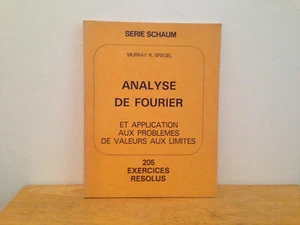 SERIE SCHAUM
MURRAY R. SPIEGEL
ANALYSE
DE FOURIER
ET APPLICATION
AUX PROBLEMES
DE VALEURS AUX LIMITES
205
EXERCICES
RESOLUS